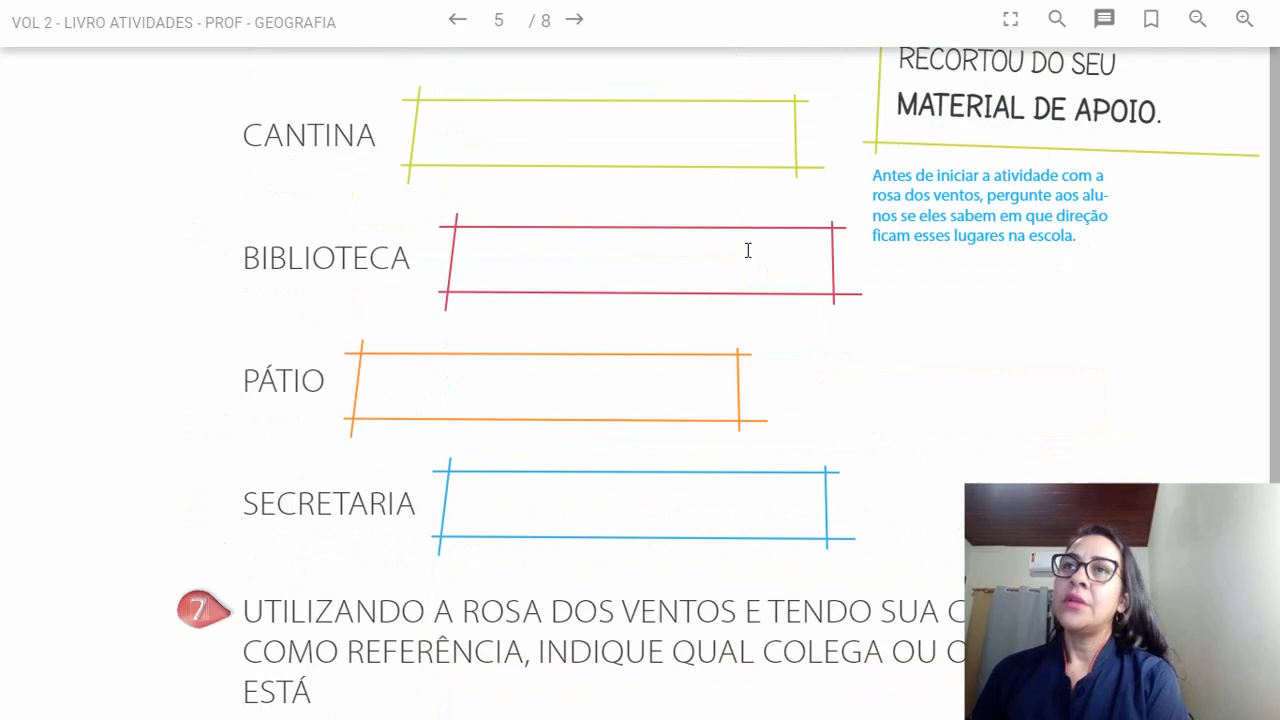 VOL 2 - LIVRO ATIVIDADES - PROF - GEOGRAFIA
5 / 8
RECORTOU DO SEU
MATERIAL DE APOIO.
Antes de iniciar a atividade com a
rosa dos ventos, pergunte aos alu-
nos se eles sabem em que direção
ficam esses lugares na escola.
CANTINA
BIBLIOTECA
PÁTIO
SECRETARIA
7
UTILIZANDO A ROSA DOS VENTOS E TENDO SUA
COMO REFERÊNCIA, INDIQUE QUAL COLEGA OU
ESTÁ